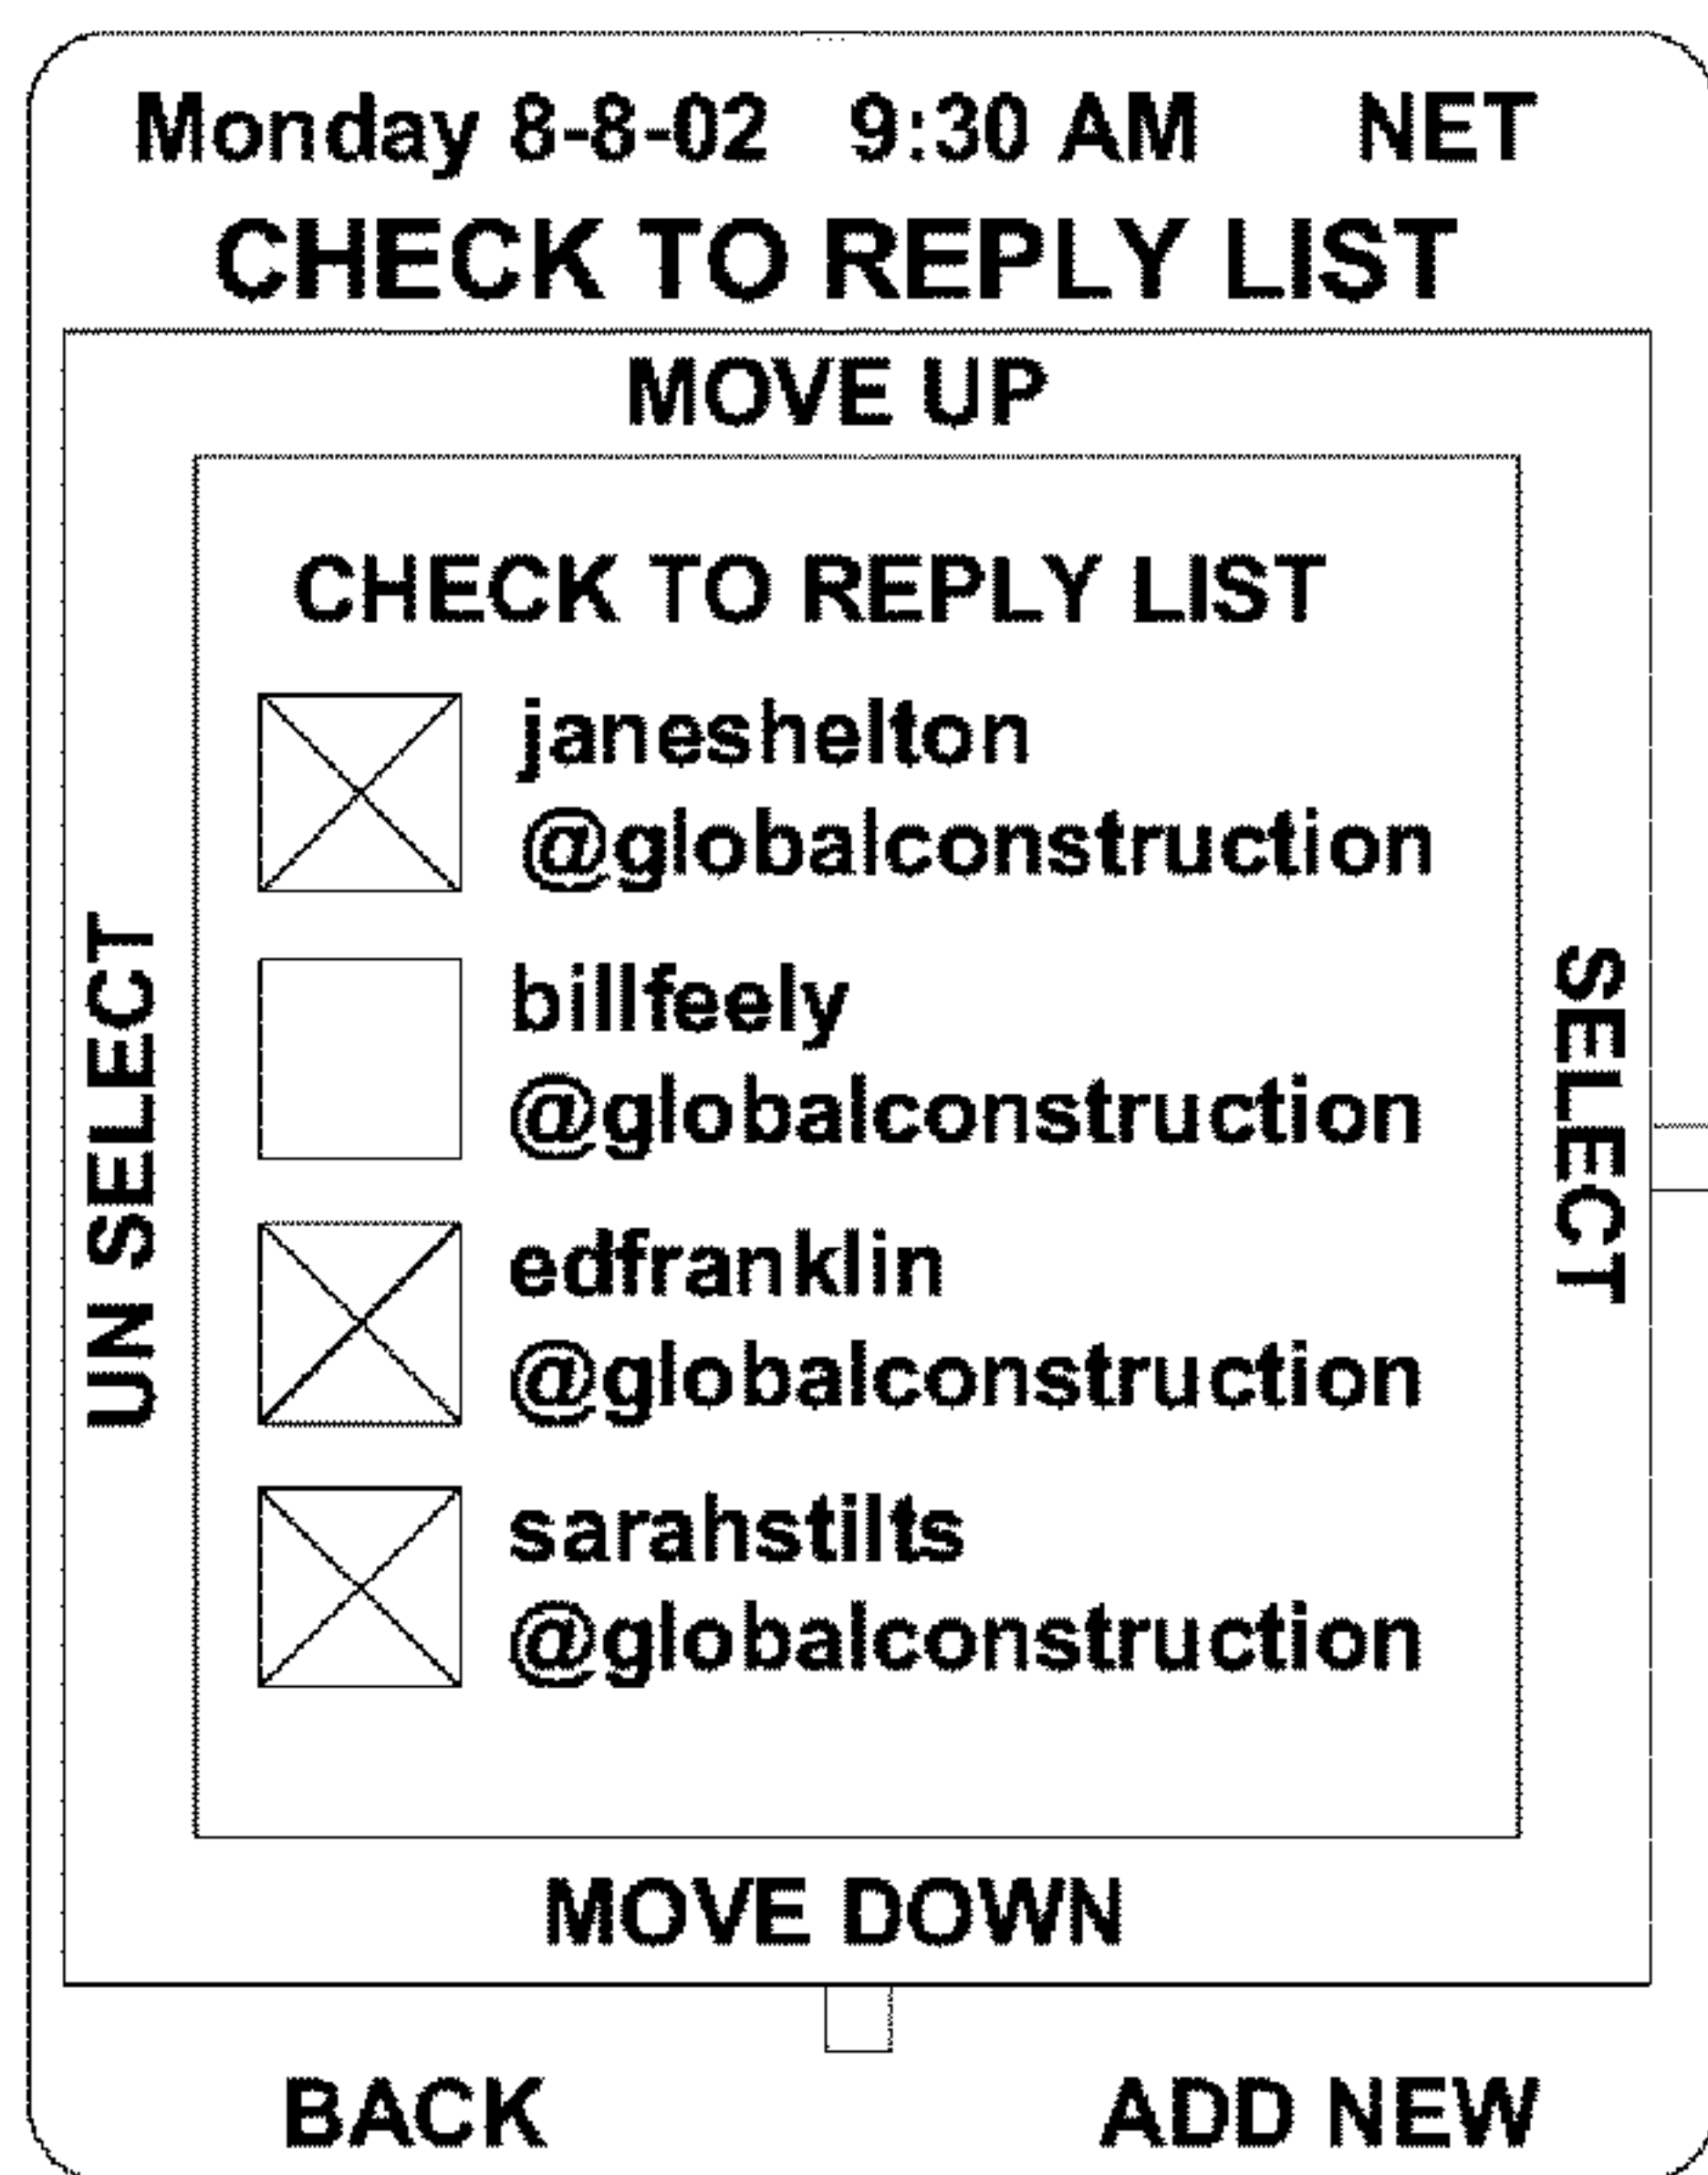 Monday 8-8-02 9:30 AM NET
CHECK TO REPLY LIST
MOVE UP
CHECK TO REPLY LIST
janeshelton
@globalconstruction
billfeely
@globalconstruction
edfranklin
@globalconstruction
sarahstilts
@globalconstruction
UN SELECT
SELECT
MOVE DOWN
BACK ADD NEW